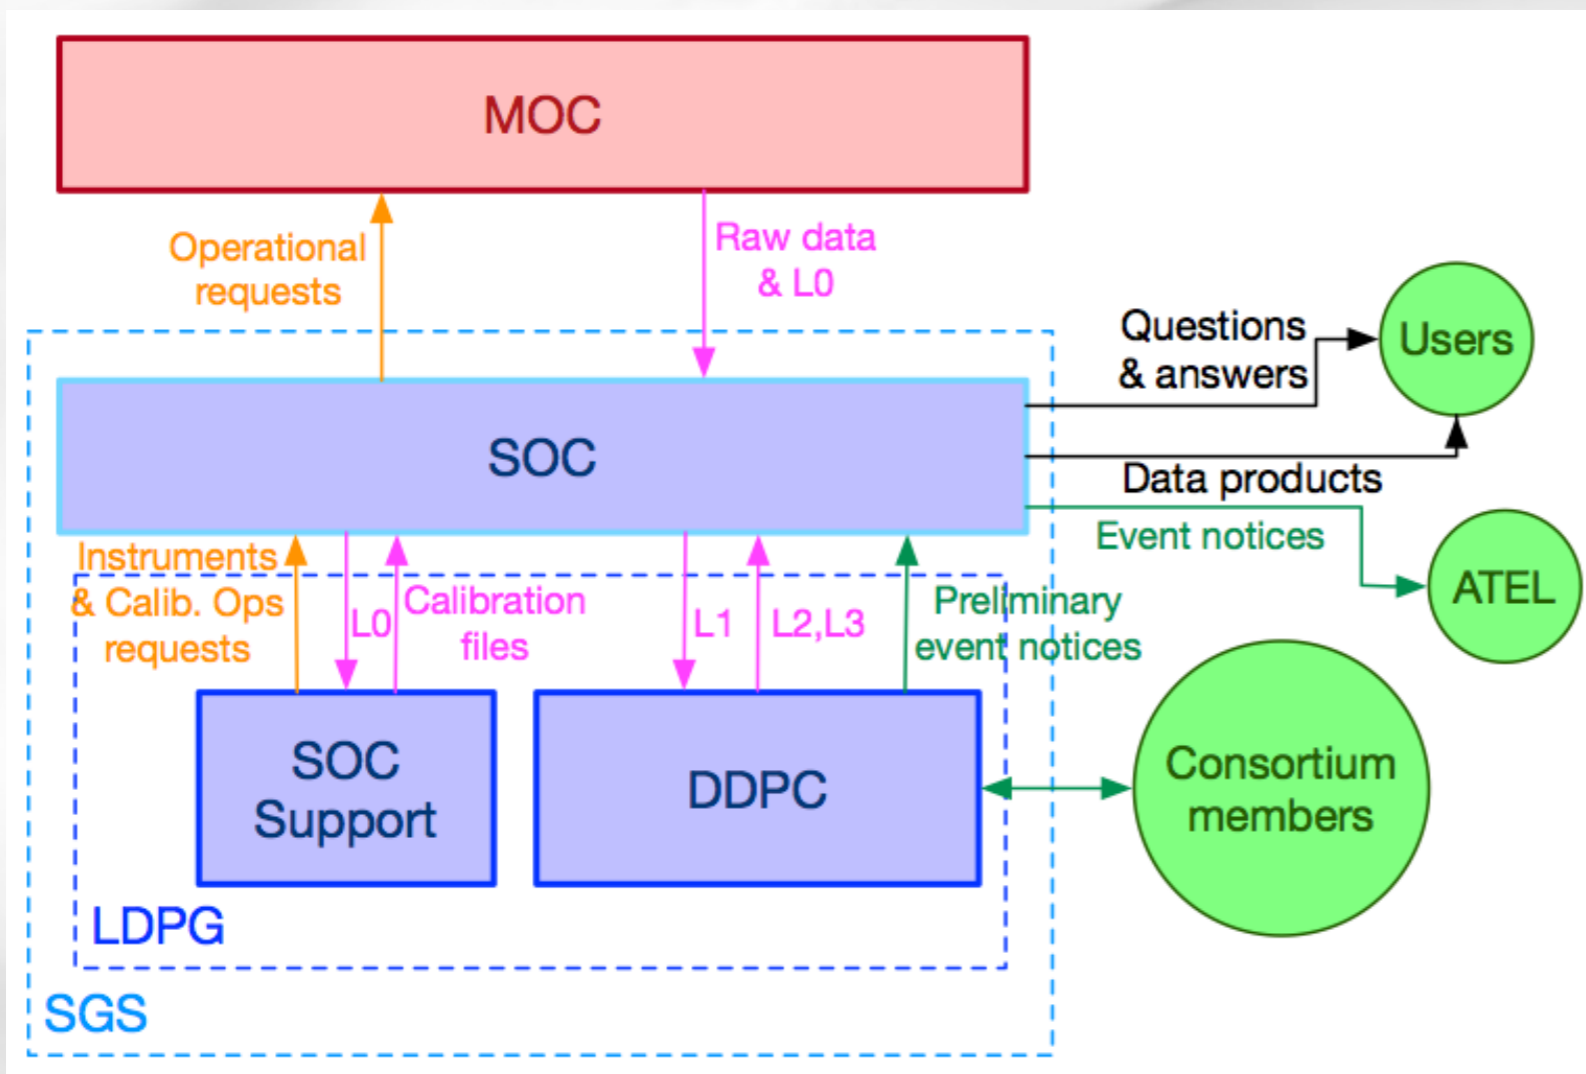 MOC
Operational
requests
Raw data
& L0
Questions
& answers
Users
SOC
Data products
Event notices
ATEL
Instruments
& Calib. Ops
requests
L0
Calibration
files
L1
L2,L3
Preliminary
event notices
SOC
Support
DDPC
Consortium
members
LDPG
SGS